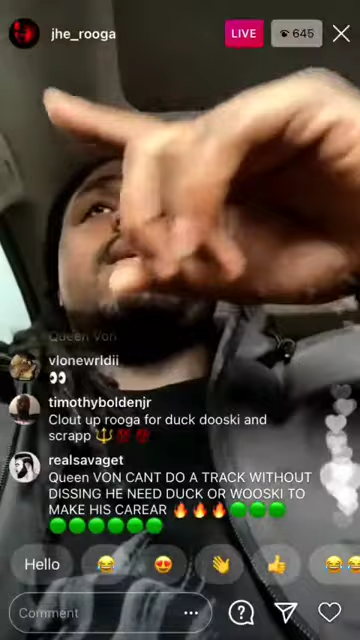 jhe_rooga
LIVE
645
Queen Von
vlonewrldii
👀
timothyboldenjr
Clout up rooga for duck dooski and
scrapp 🔱💯💯
realsavaget
Queen VON CANT DO A TRACK WITHOUT
DISSING HE NEED DUCK OR WOOSKI TO
MAKE HIS CAREAR 🔥🔥🔥🟢🟢🟢
🟢🟢🟢🟢🟢🟢
Hello
😂
😍
👋
👍
😂😂
Comment